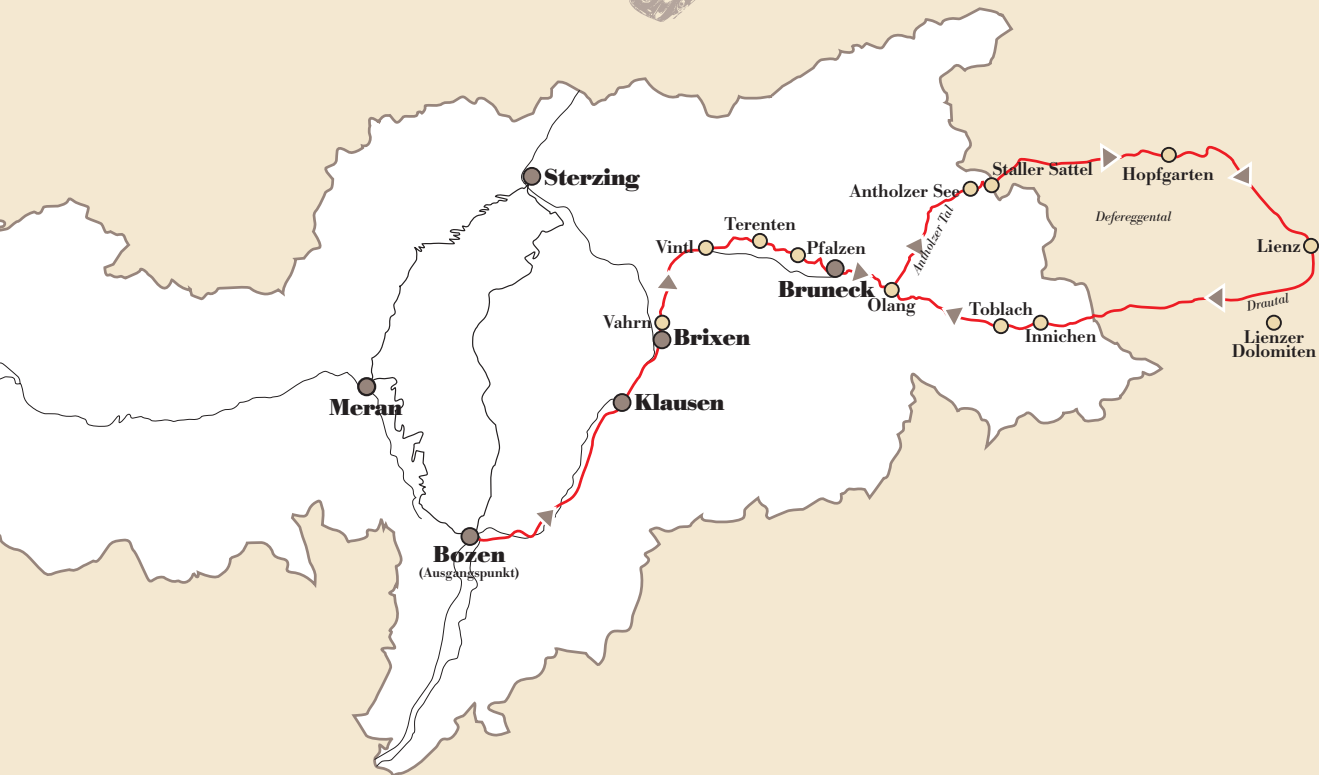 Sterzing
Staller Sattel
Hopfgarten
Antholzer See
Defereggental
Antholzer Tal
Terenten
Vintl
Pfalzen
Lienz
Bruneck
Olang
Drautal
Toblach
Vahrn
Innichen
Brixen
Lienzer
Dolomiten
Meran
Klausen
Bozen
(Ausgangspunkt)